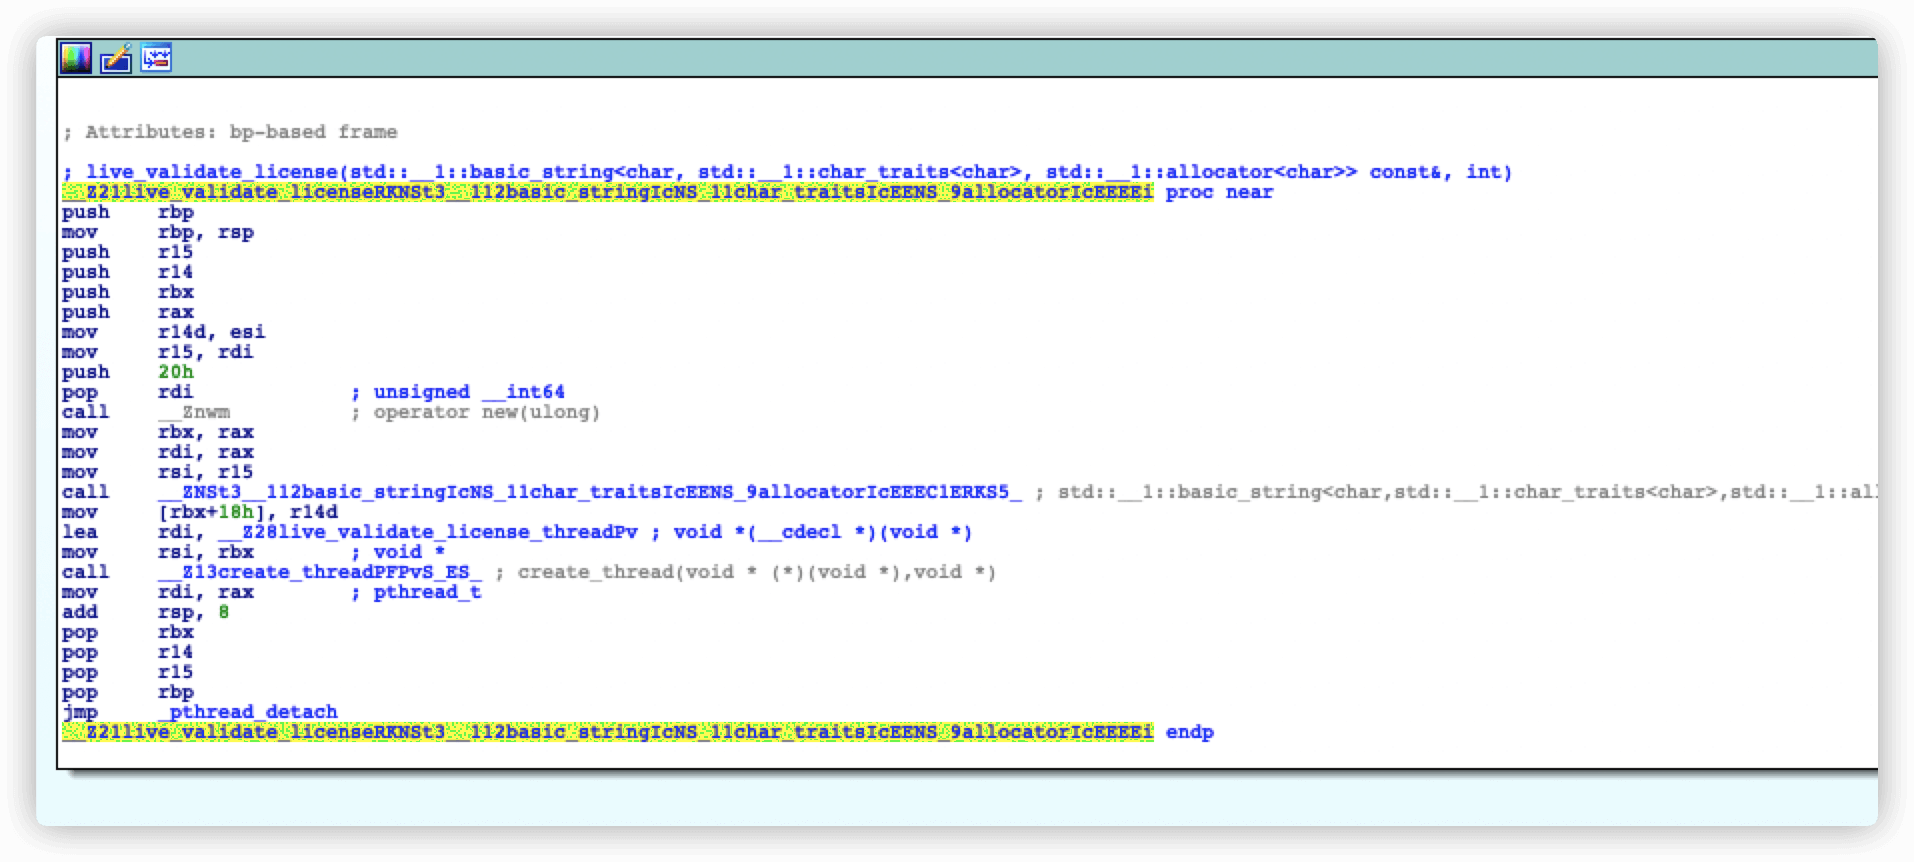 ; Attributes: bp-based frame
; live_validate_license(std::__1::basic_string<char, std::__1::char_traits<char>, std::__1::allocator<char>> const&, int)
__Z21live_validate_licenseRKNSt3__112basic_stringIcNS_11char_traitsIcEENS_9allocatorIcEEEEi proc near
push rbp
mov rbp, rsp
push r15
push r14
push rbx
push rax
mov r14d, esi
mov r15, rdi
push 20h
pop rdi ; unsigned __int64
call __Znwm ; operator new(ulong)
mov rbx, rax
mov rdi, rax
mov rsi, r15
call __ZNSt3__112basic_stringIcNS_11char_traitsIcEENS_9allocatorIcEEEC1ERKS5_ ; std::__1::basic_string<char,std::__1::char_traits<char>,std::__1::al
mov [rbx+18h], r14d
lea rdi, __Z28live_validate_license_threadPv ; void *(__cdecl *)(void *)
mov rsi, rbx ; void *
call __Z13create_threadPFPvS_ES_ ; create_thread(void * (*)(void *),void *)
mov rdi, rax ; pthread_t
add rsp, 8
pop rbx
pop r14
pop r15
pop rbp
jmp _pthread_detach
__Z21live_validate_licenseRKNSt3__112basic_stringIcNS_11char_traitsIcEENS_9allocatorIcEEEEi endp